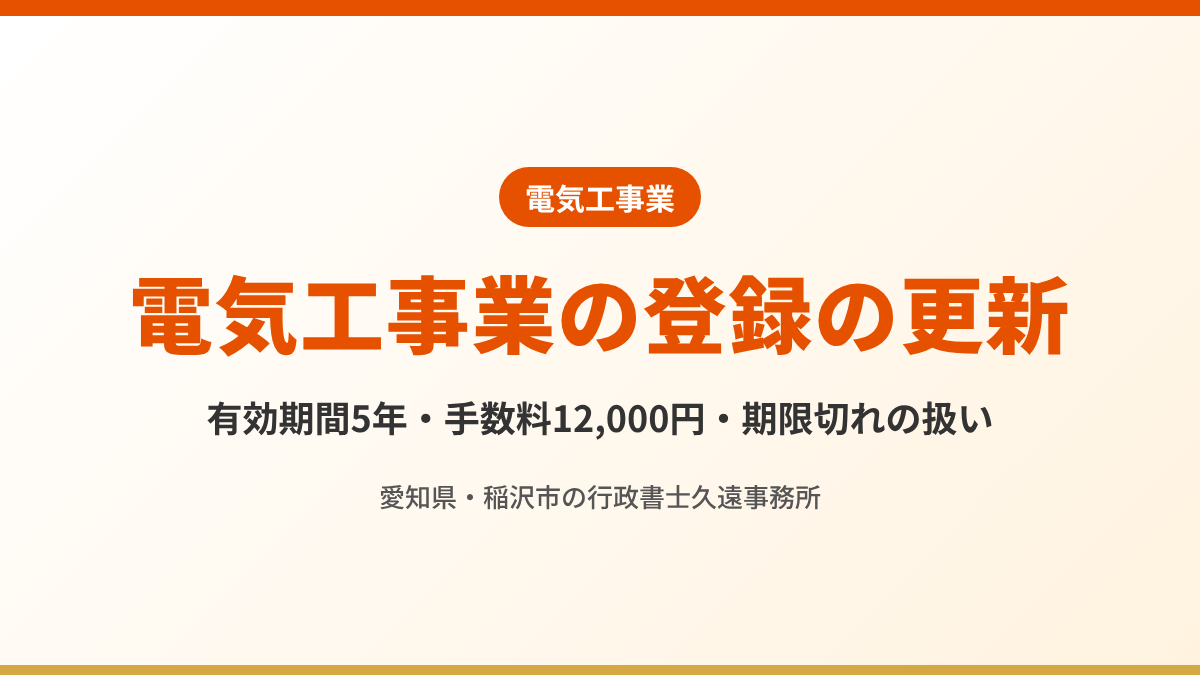 電気工事業
電気工事業の登録の更新
有効期間5年・手数料12,000円・期限切れの扱い
愛知県・稲沢市の行政書士久遠事務所